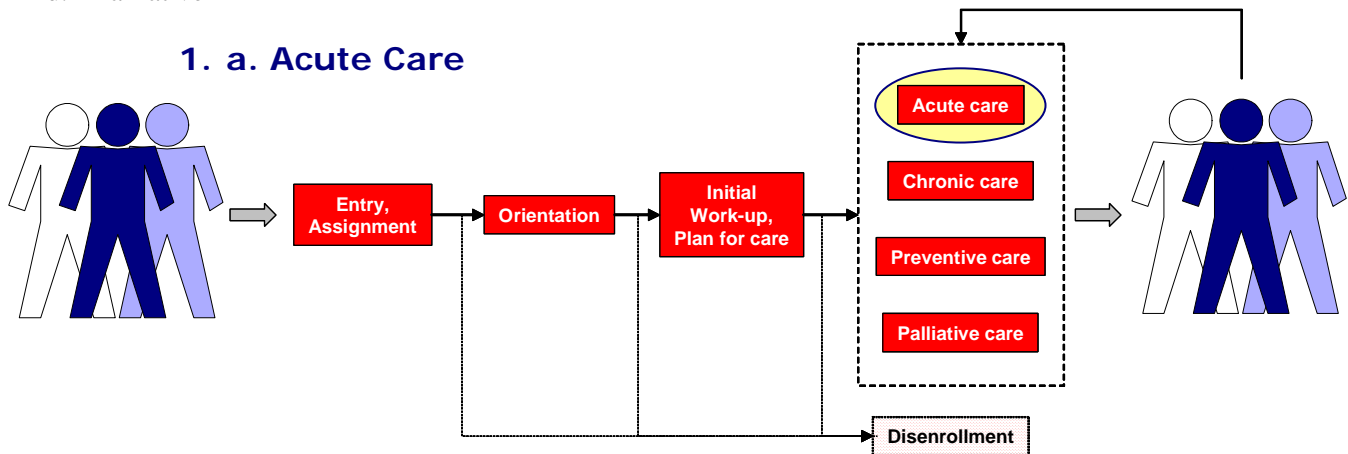 1. a. Acute Care
Entry,
Assignment
Orientation
Initial
Work-up,
Plan for care
Acute care
Chronic care
Preventive care
Palliative care
Disenrollment